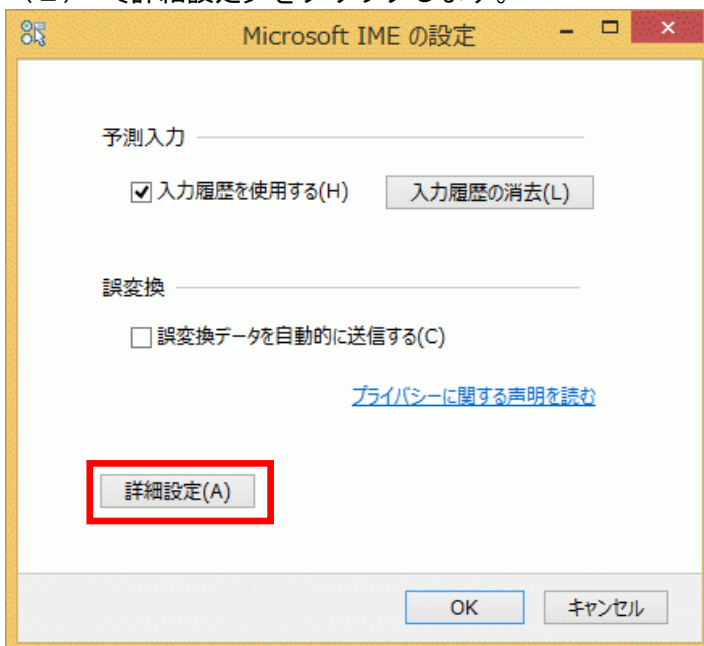 Microsoft IME の設定
予測入力
入力履歴を使用する(H)
入力履歴の消去(L)
誤変換
誤変換データを自動的に送信する(C)
プライバシーに関する声明を読む
詳細設定(A)
OK
キャンセル